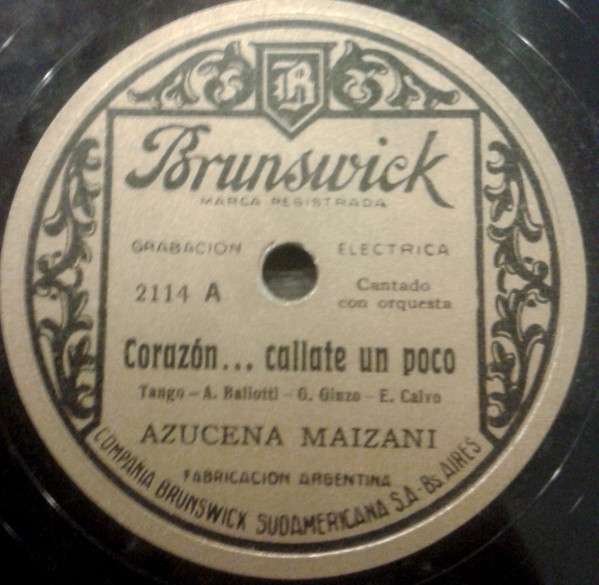 B
Brunswick
MARCA REGISTRADA
GRABACION ELECTRICA
2114 A
Cantado
con orquesta
Corazón... callate un poco
Tango - A. Baliotti - G. Ginzo - E. Calvo
AZUCENA MAIZANI
FABRICACION ARGENTINA
COMPAÑIA BRUNSWICK SUDAMERICANA S.A - Bs. AIRES